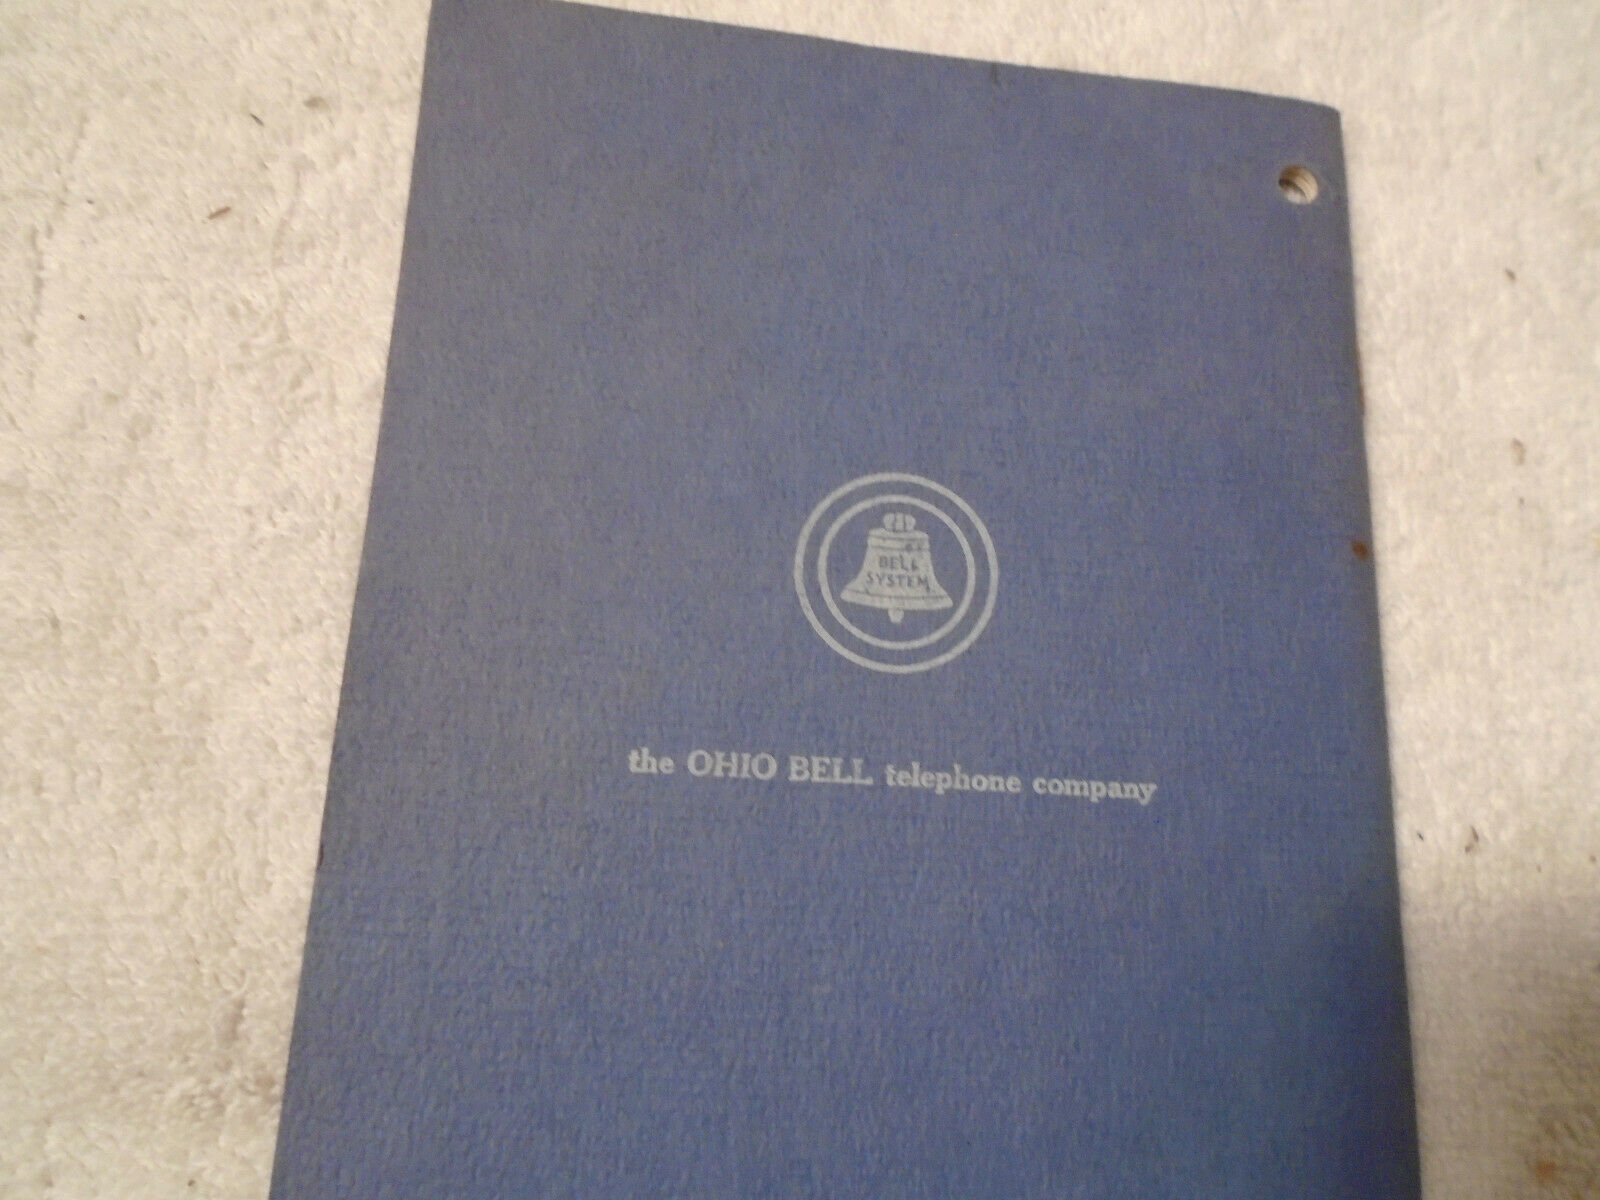 BELL
SYSTEM
the OHIO BELL telephone company